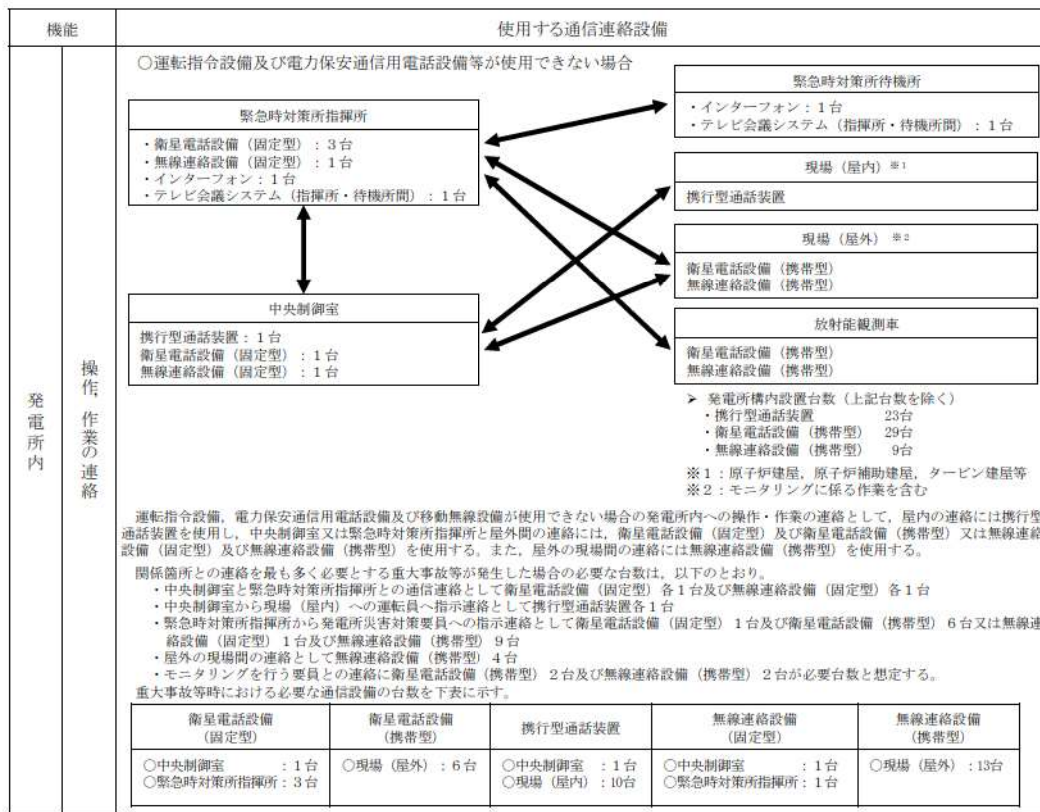 機能
使用する通信連絡設備
発電所内
操作,作業の連絡
○運転指令設備及び電力保安通信用電話設備等が使用できない場合
緊急時対策所指揮所
・衛星電話設備(固定型):3台
・無線連絡設備(固定型):1台
・インターフォン:1台
・テレビ会議システム(指揮所・待機所間):1台
緊急時対策所待機所
・インターフォン:1台
・テレビ会議システム(指揮所・待機所間):1台
現場(屋内)※1
携行型通話装置
現場(屋外)※2
衛星電話設備(携帯型)
無線連絡設備(携帯型)
中央制御室
携行型通話装置:1台
衛星電話設備(固定型):1台
無線連絡設備(固定型):1台
放射能観測車
衛星電話設備(携帯型)
無線連絡設備(携帯型)
➢ 発電所構内設置台数(上記台数を除く)
・携行型通話装置 23台
・衛星電話設備(携帯型) 29台
・無線連絡設備(携帯型) 9台
※1:原子炉建屋,原子炉補助建屋,タービン建屋等
※2:モニタリングに係る作業を含む
運転指令設備,電力保安通信用電話設備及び移動無線設備が使用できない場合の発電所内への操作・作業の連絡として,屋内の連絡には携行型
通話装置を使用し,中央制御室又は緊急時対策所指揮所と屋外間の連絡には,衛星電話設備(固定型)及び衛星電話設備(携帯型)又は無線連絡
設備(固定型)及び無線連絡設備(携帯型)を使用する。また,屋外の現場間の連絡には無線連絡設備(携帯型)を使用する。
関係箇所との連絡を最も多く必要とする重大事故等が発生した場合の必要な台数は,以下のとおり。
・中央制御室と緊急時対策所指揮所との通信連絡として衛星電話設備(固定型)各1台及び無線連絡設備(固定型)各1台
・中央制御室から現場(屋内)への運転員へ指示連絡として携行型通話装置各1台
・緊急時対策所指揮所から発電所災害対策要員への指示連絡として衛星電話設備(固定型)1台及び衛星電話設備(携帯型)6台又は無線連
絡設備(固定型)1台及び無線連絡設備(携帯型)9台
・屋外の現場間の連絡として無線連絡設備(携帯型)4台
・モニタリングを行う要員との連絡に衛星電話設備(携帯型)2台及び無線連絡設備(携帯型)2台が必要台数と想定する。
重大事故等時における必要な通信設備の台数を下表に示す。
衛星電話設備
(固定型)
衛星電話設備
(携帯型)
携行型通話装置
無線連絡設備
(固定型)
無線連絡設備
(携帯型)
○中央制御室 :1台
○緊急時対策所指揮所:3台
○現場(屋外):6台
○中央制御室 :1台
○現場(屋内):10台
○中央制御室 :1台
○緊急時対策所指揮所:1台
○現場(屋外):13台